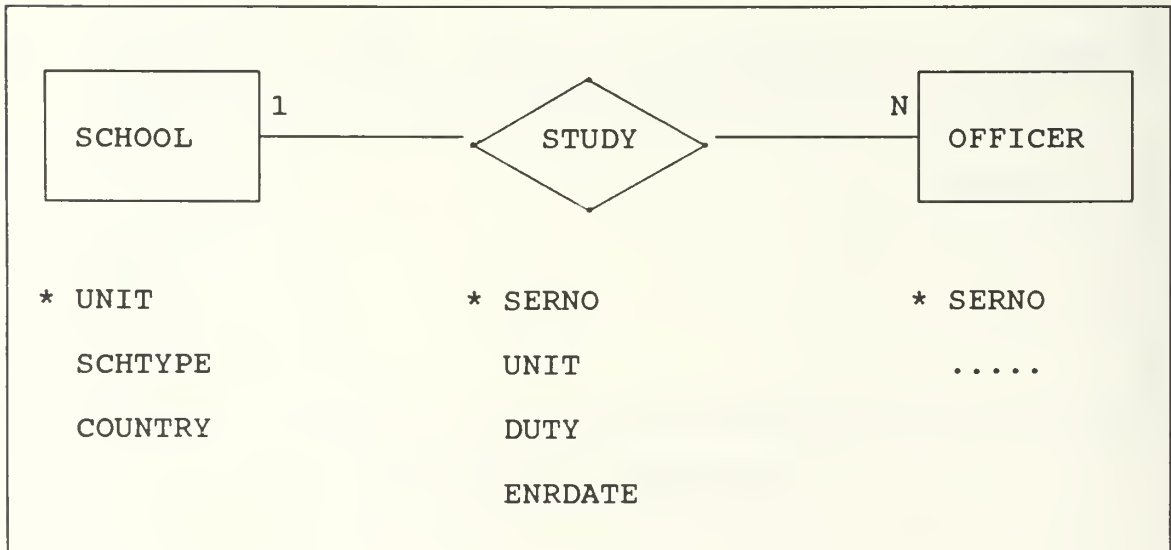 1 N
SCHOOL STUDY OFFICER
* UNIT * SERNO * SERNO
SCHTYPE UNIT .....
COUNTRY DUTY
ENRDATE